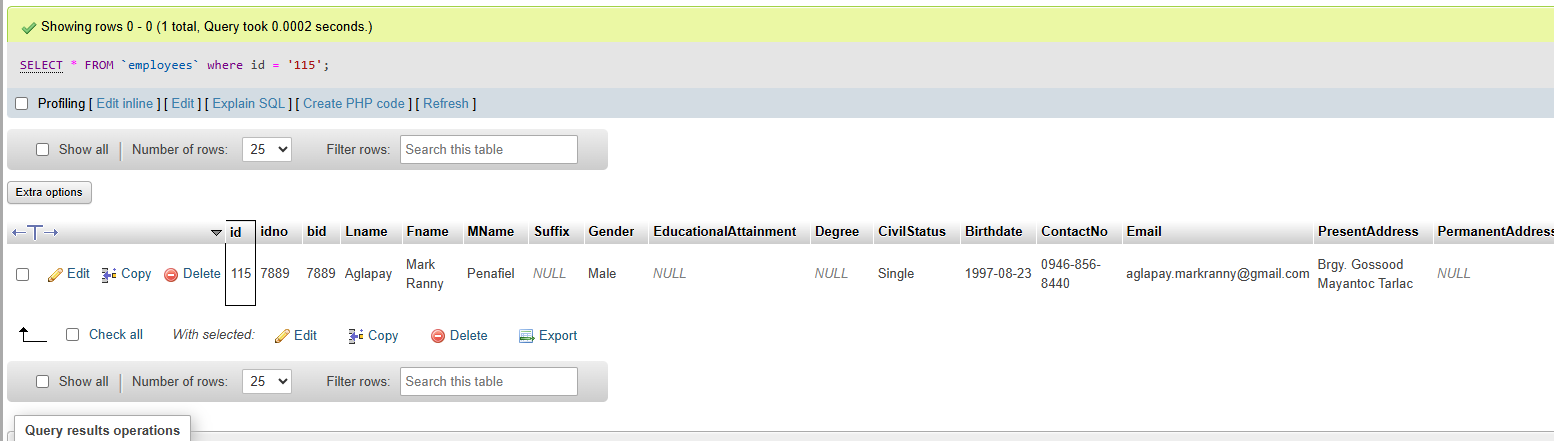 Showing rows 0 - 0 (1 total, Query took 0.0002 seconds.)
SELECT * FROM `employees` where id = '115';
Profiling [ Edit inline ] [ Edit ] [ Explain SQL ] [ Create PHP code ] [ Refresh ]
Show all Number of rows: 25 Filter rows: Search this table
Extra options
id idno bid Lname Fname MName Suffix Gender EducationalAttainment Degree CivilStatus Birthdate ContactNo Email PresentAddress PermanentAddress
Edit Copy Delete 115 7889 7889 Aglapay Mark Ranny Penafiel NULL Male NULL NULL Single 1997-08-23 0946-856-8440 aglapay.markranny@gmail.com Brgy. Gossood Mayantoc Tarlac NULL
Check all With selected: Edit Copy Delete Export
Show all Number of rows: 25 Filter rows: Search this table
Query results operations